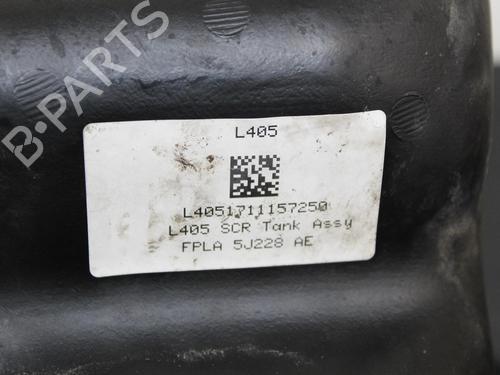 B-PARTS
L405
L4051711157250
L405 SCR Tank Assy
FPLA 5J228 AE